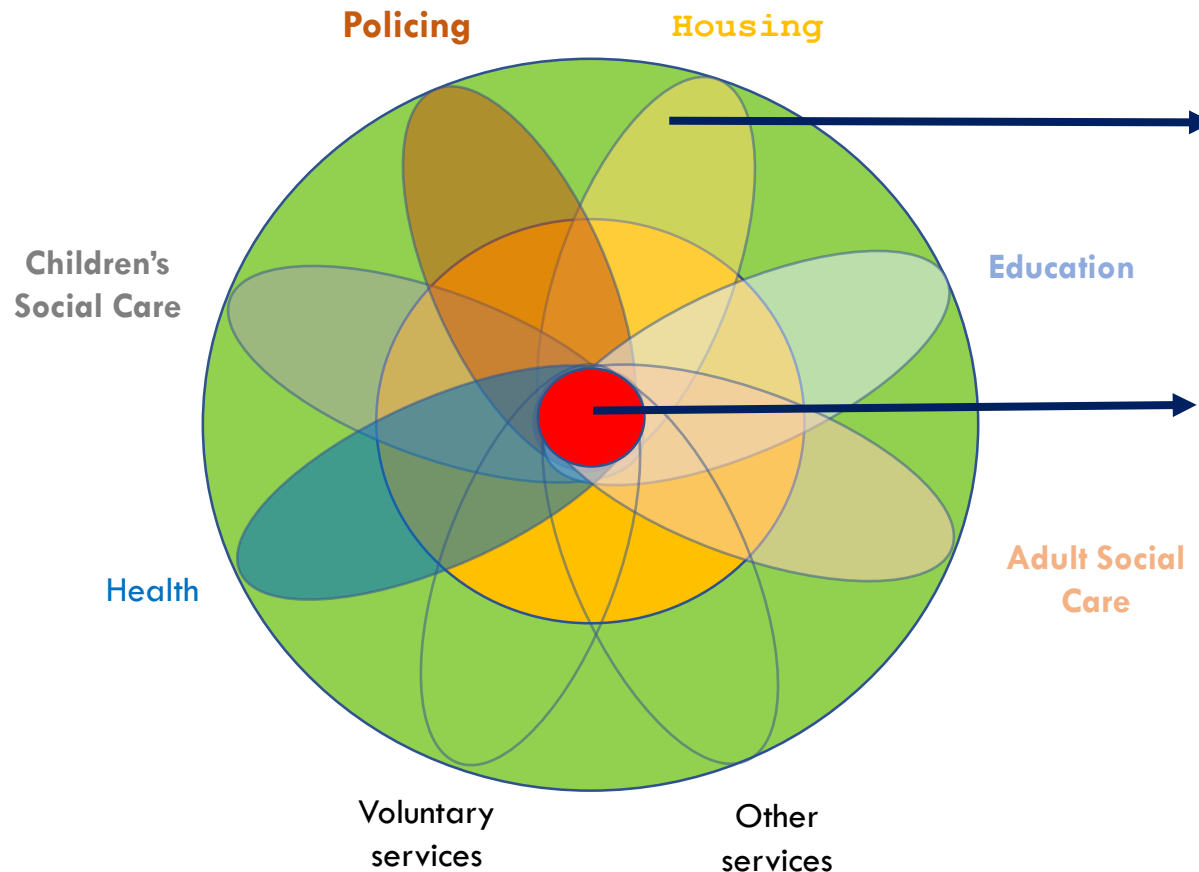 Policing
Housing
Children’s
Social Care
Education
Health
Adult Social
Care
Voluntary
services
Other
services